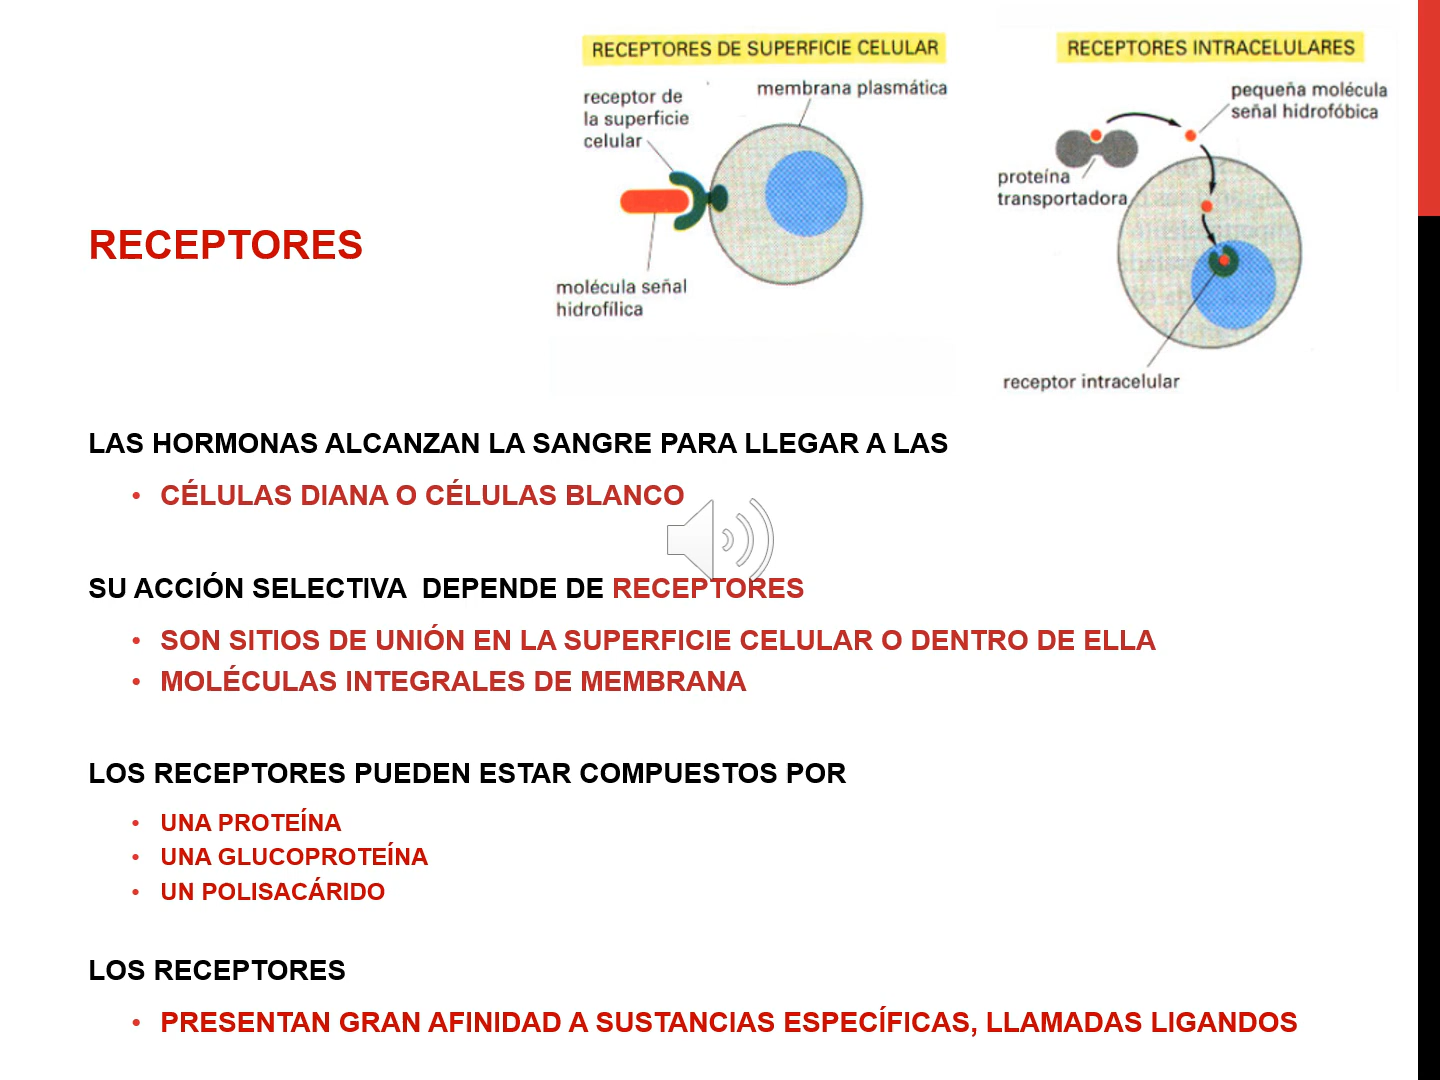 RECEPTORES DE SUPERFICIE CELULAR
receptor de
la superficie
celular
membrana plasmática
molécula señal
hidrofílica
RECEPTORES INTRACELULARES
pequeña molécula
señal hidrofóbica
proteína
transportadora
receptor intracelular
RECEPTORES
LAS HORMONAS ALCANZAN LA SANGRE PARA LLEGAR A LAS
• CÉLULAS DIANA O CÉLULAS BLANCO
SU ACCIÓN SELECTIVA DEPENDE DE RECEPTORES
• SON SITIOS DE UNIÓN EN LA SUPERFICIE CELULAR O DENTRO DE ELLA
• MOLÉCULAS INTEGRALES DE MEMBRANA
LOS RECEPTORES PUEDEN ESTAR COMPUESTOS POR
• UNA PROTEÍNA
• UNA GLUCOPROTEÍNA
• UN POLISACÁRIDO
LOS RECEPTORES
• PRESENTAN GRAN AFINIDAD A SUSTANCIAS ESPECÍFICAS, LLAMADAS LIGANDOS